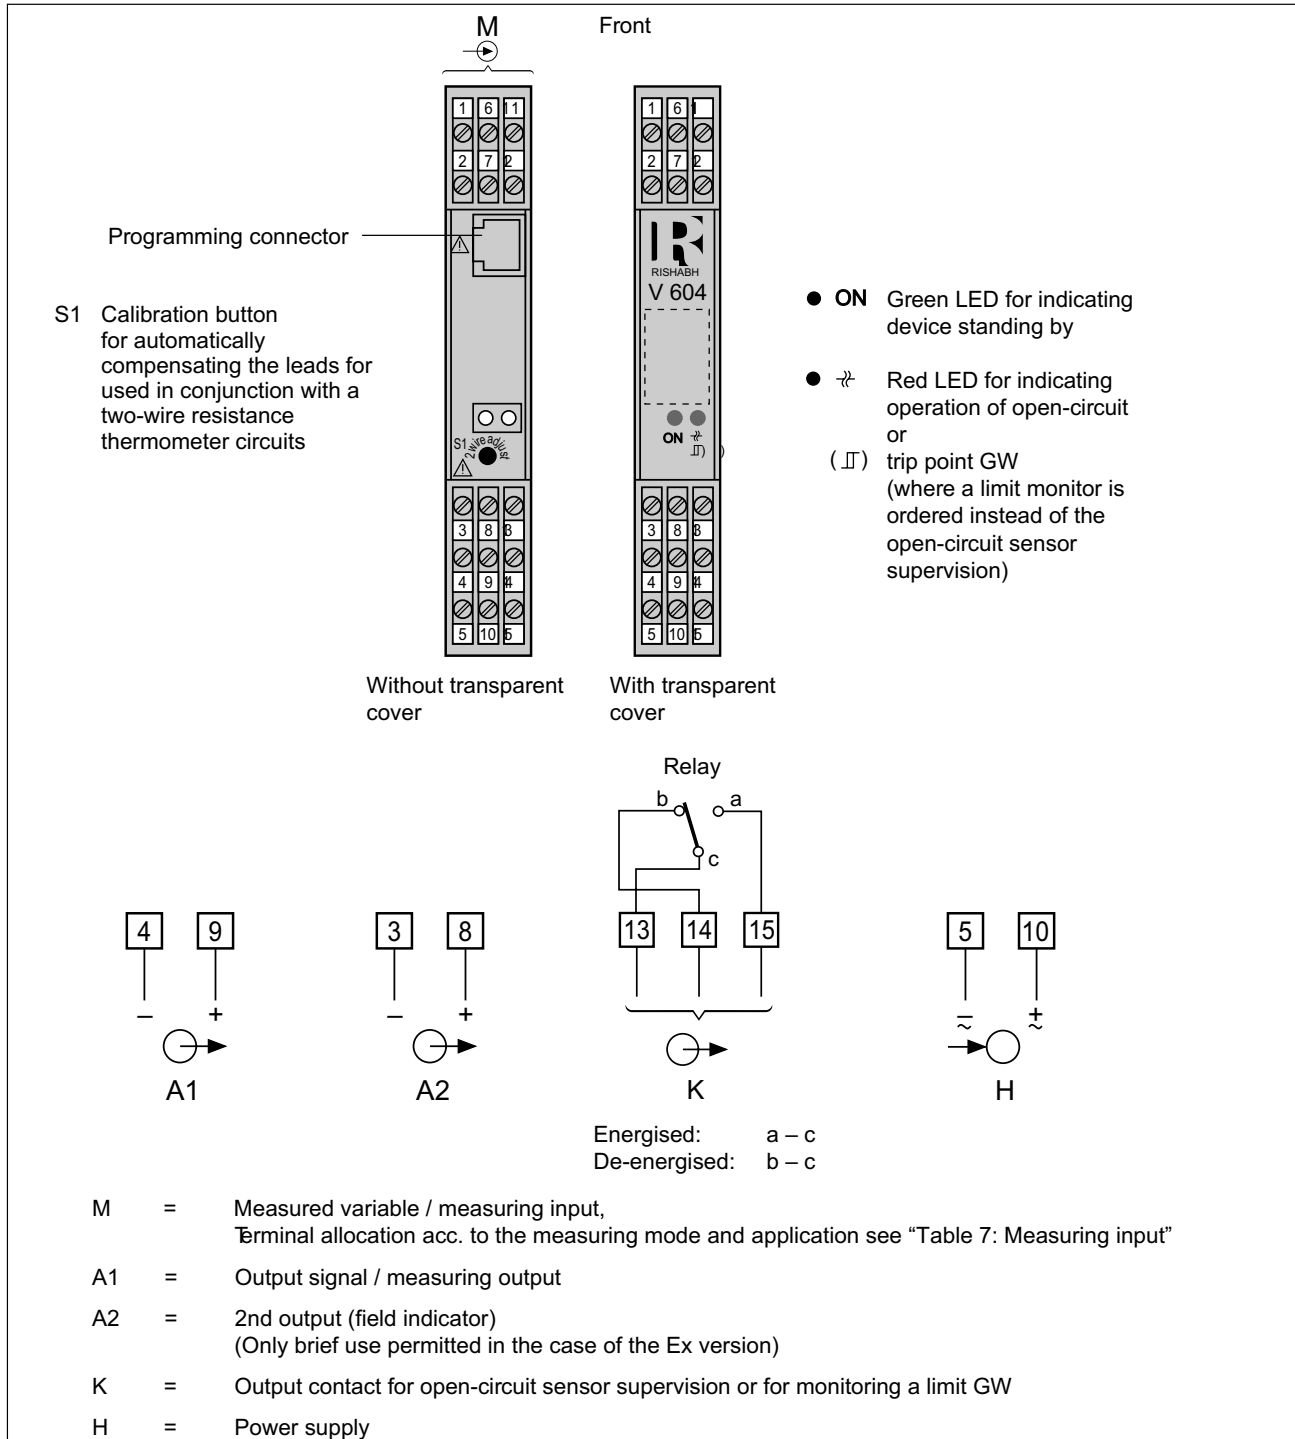 M
Front
1 6 11
2 7 2
1 6 1
2 7 2
Programming connector
RISHABH
V 604
S1 Calibration button
for automatically
compensating the leads for
used in conjunction with a
two-wire resistance
thermometer circuits
S1
2 wire adjust
ON
ON Green LED for indicating
device standing by
Red LED for indicating
operation of open-circuit
or
( ) trip point GW
(where a limit monitor is
ordered instead of the
open-circuit sensor
supervision)
3 8
4 9
5 10
3 8
4 9
5 10
Without transparent
cover
With transparent
cover
Relay
b a
c
4 9
– +
A1
3 8
– +
A2
13 14 15
K
5 10
– +
~ ~
H
Energised: a – c
De-energised: b – c
M = Measured variable / measuring input,
Terminal allocation acc. to the measuring mode and application see “Table 7: Measuring input”
A1 = Output signal / measuring output
A2 = 2nd output (field indicator)
(Only brief use permitted in the case of the Ex version)
K = Output contact for open-circuit sensor supervision or for monitoring a limit GW
H = Power supply